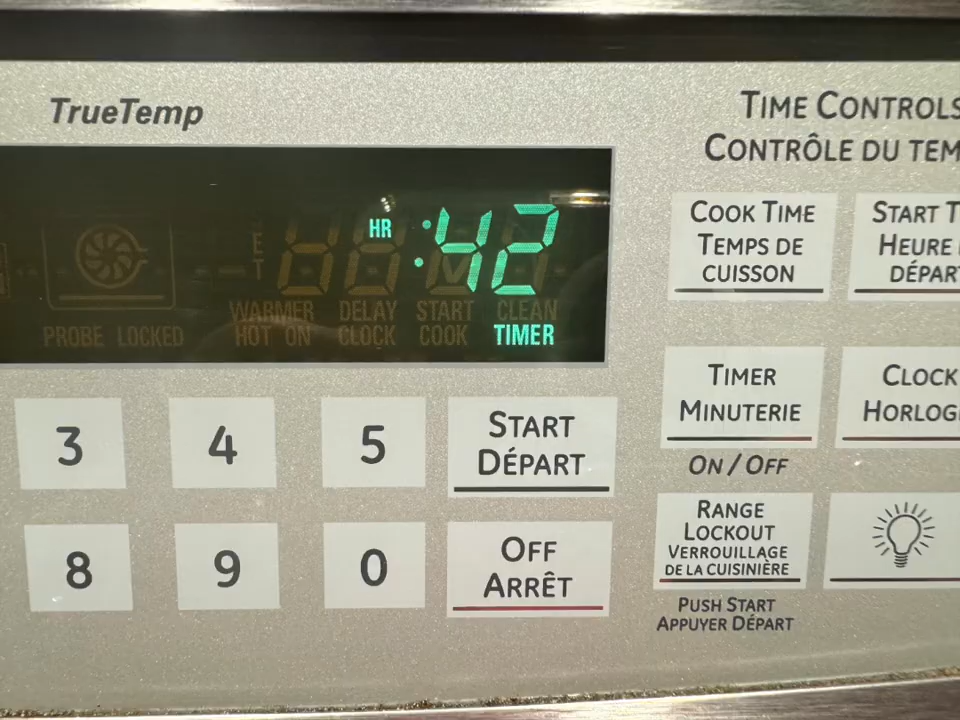 TrueTemp
HR :42
WARMER DELAY START CLEAN
PROBE LOCKED HOT ON CLOCK COOK TIMER
TIME CONTROLS
CONTRÔLE DU TEM
COOK TIME
TEMPS DE
CUISSON
START T
HEURE
DÉPAR
TIMER
MINUTERIE
ON / OFF
CLOCK
HORLOG
3 4 5
START
DÉPART
8 9 0
OFF
ARRÊT
RANGE
LOCKOUT
VERROUILLAGE
DE LA CUISINIÈRE
PUSH START
APPUYER DÉPART